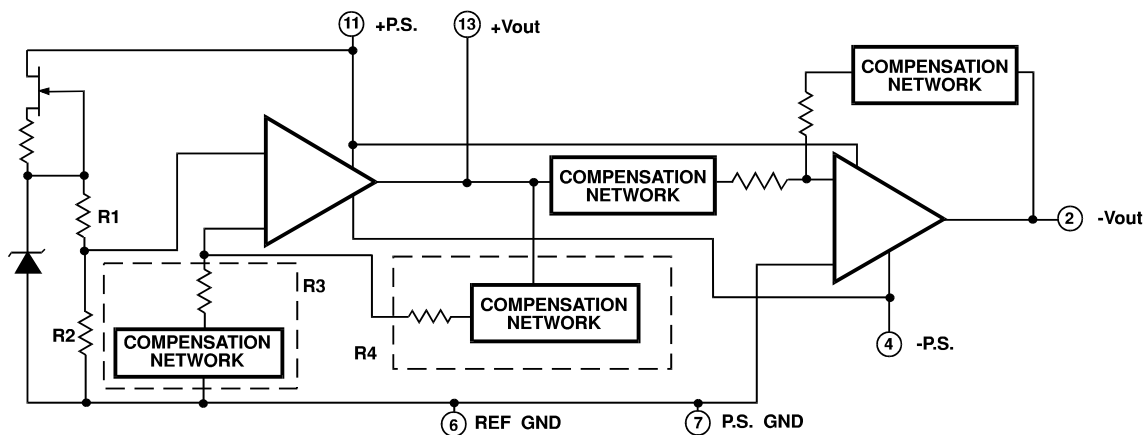 11 +P.S.
13 +Vout
COMPENSATION
NETWORK
COMPENSATION
NETWORK
R1
2 -Vout
R3
COMPENSATION
NETWORK
R2
COMPENSATION
NETWORK
R4
4 -P.S.
6 REF GND
7 P.S. GND